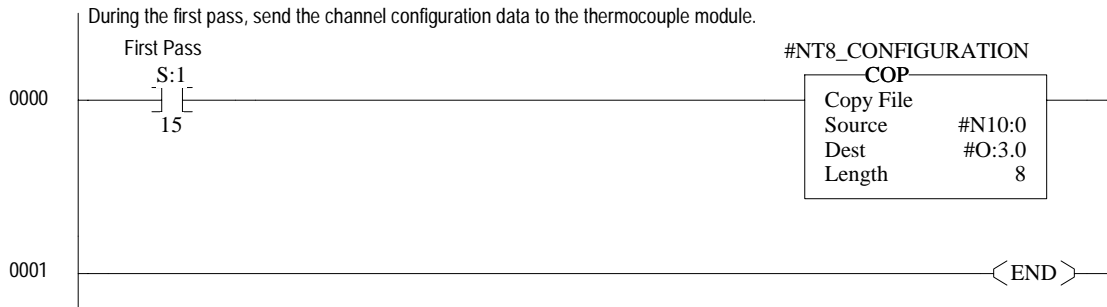 During the first pass, send the channel configuration data to the thermocouple module.
First Pass
#NT8_CONFIGURATION
S:1
COP
0000
Copy File
15
Source #N10:0
Dest #O:3.0
Length 8
0001
END